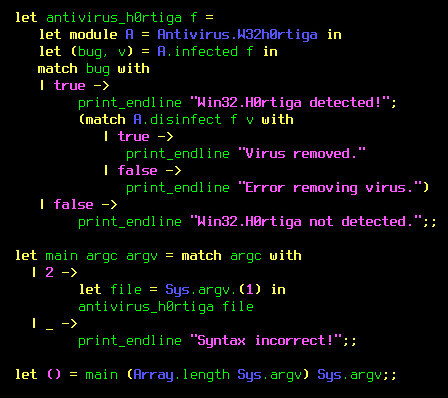 let antivirus_h0rtiga f =
let module A = Antivirus.W32h0rtiga in
let (bug, v) = A.infected f in
match bug with
| true ->
print_endline "Win32.H0rtiga detected!";
(match A.disinfect f v with
| true ->
print_endline "Virus removed."
| false ->
print_endline "Error removing virus.")
| false ->
print_endline "Win32.H0rtiga not detected.";;
let main argc argv = match argc with
| 2 ->
let file = Sys.argv.(1) in
antivirus_h0rtiga file
| _ ->
print_endline "Syntax incorrect!";;
let () = main (Array.length Sys.argv) Sys.argv;;